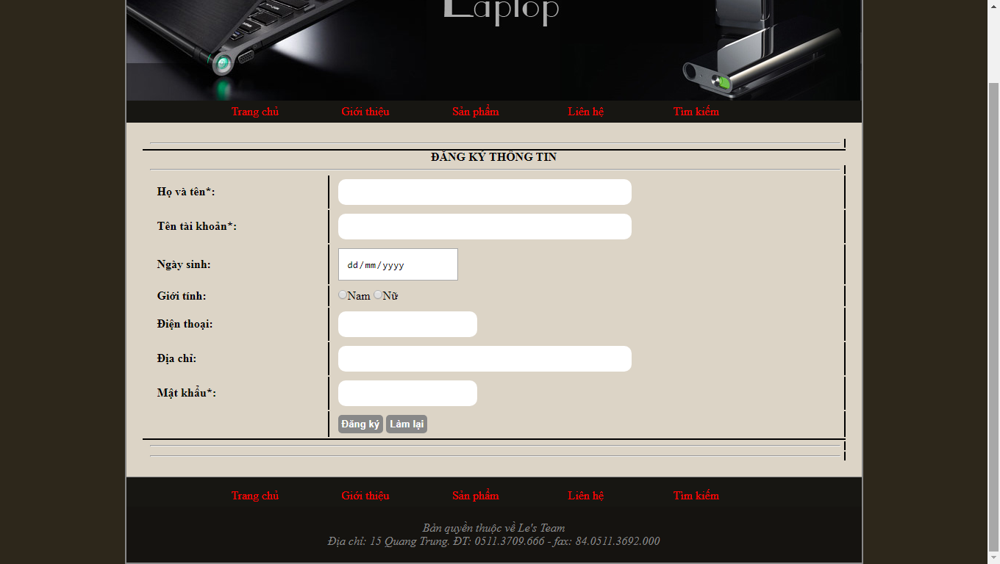 Laptop
Trang chủ Giới thiệu Sản phẩm Liên hệ Tìm kiếm
ĐĂNG KÝ THÔNG TIN
Họ và tên*:
Tên tài khoản*:
Ngày sinh: dd/mm/yyyy
Giới tính: Nam Nữ
Điện thoại:
Địa chỉ:
Mật khẩu*:
Đăng ký Làm lại
Trang chủ Giới thiệu Sản phẩm Liên hệ Tìm kiếm
Bản quyền thuộc về Le's Team
Địa chỉ: 15 Quang Trung. ĐT: 0511.3709.666 - fax: 84.0511.3692.000